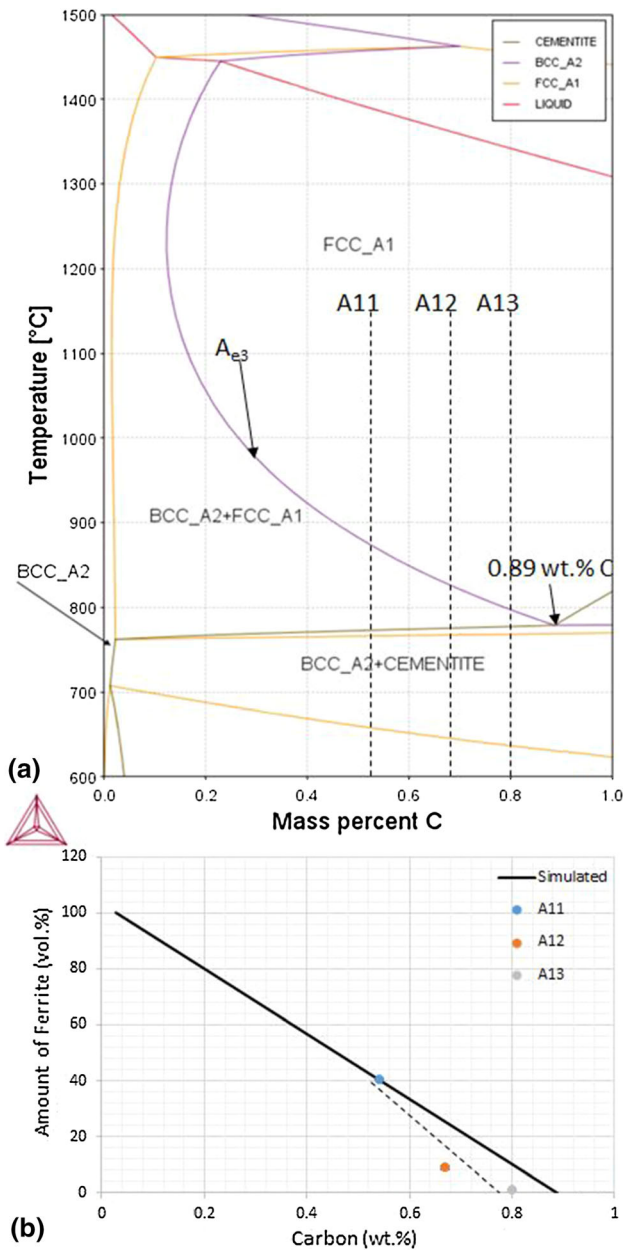 1500
1400
1300
1200
1100
1000
900
800
700
600
Temperature [°C]
CEMENTITE
BCC_A2
FCC_A1
LIQUID
FCC_A1
A11 A12 A13
Ae3
BCC_A2+FCC_A1
BCC_A2
0.89 wt.% C
BCC_A2+CEMENTITE
0.0 0.2 0.4 0.6 0.8 1.0
Mass percent C
(a)
120
100
80
60
40
20
0
Amount of Ferrite (vol.%)
Simulated
A11
A12
A13
0 0.2 0.4 0.6 0.8 1
Carbon (wt.%)
(b)